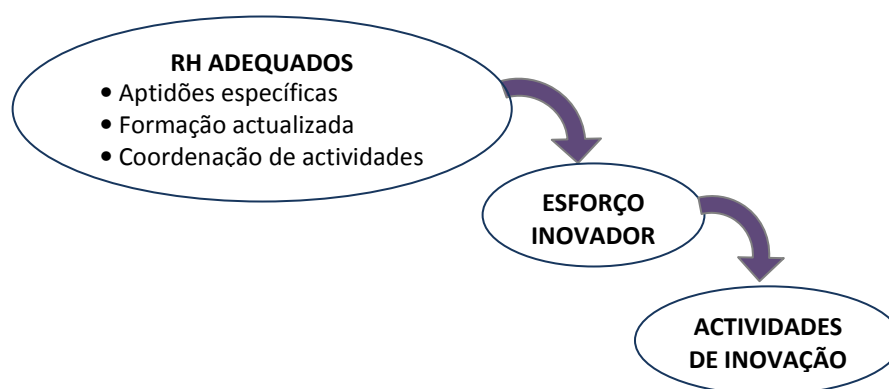 RH ADEQUADOS
• Aptidões específicas
• Formação actualizada
• Coordenação de actividades
ESFORÇO
INOVADOR
ACTIVIDADES
DE INOVAÇÃO